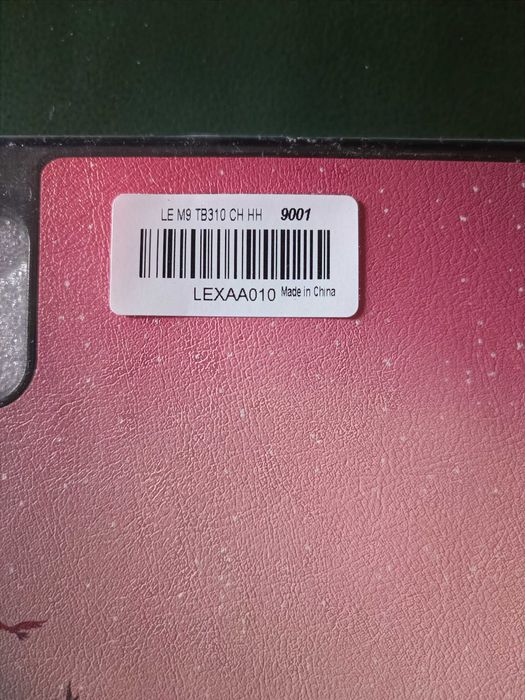 LE M9 TB310 CH HH 9001
LEXAA010 Made in China